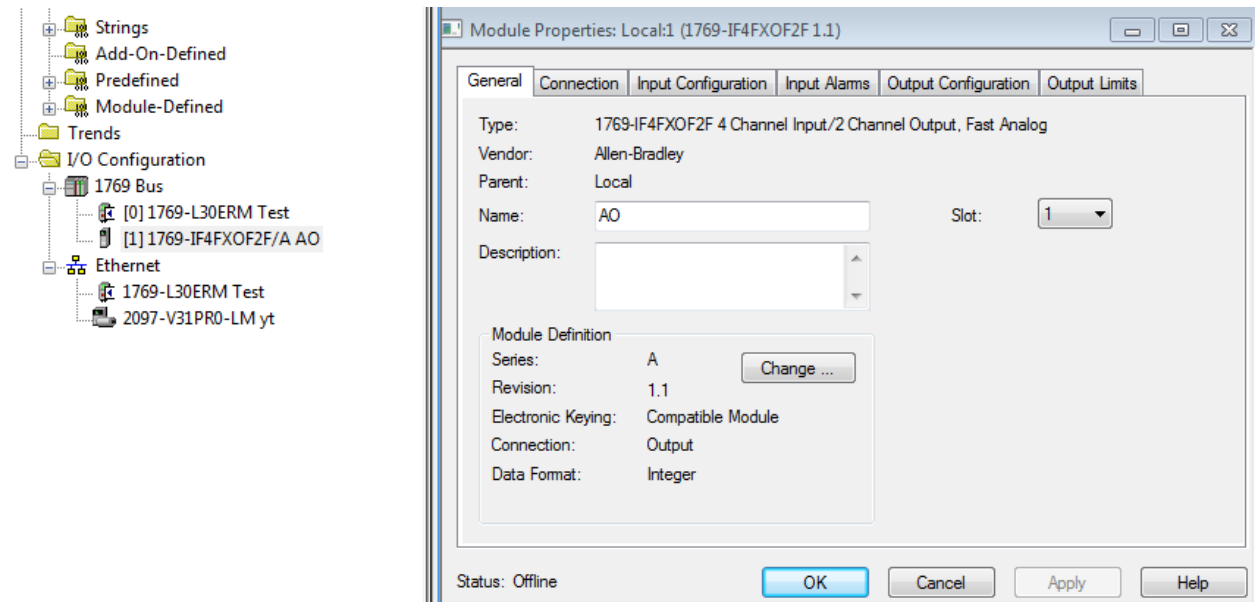 Strings
Add-On-Defined
Predefined
Module-Defined
Trends
I/O Configuration
1769 Bus
[0] 1769-L30ERM Test
[1] 1769-IF4FXOF2F/A AO
Ethernet
1769-L30ERM Test
2097-V31PR0-LM yt
Module Properties: Local:1 (1769-IF4FXOF2F 1.1)
General Connection Input Configuration Input Alarms Output Configuration Output Limits
Type: 1769-IF4FXOF2F 4 Channel Input/2 Channel Output, Fast Analog
Vendor: Allen-Bradley
Parent: Local
Name: AO Slot: 1
Description:
Module Definition
Series: A Change ...
Revision: 1.1
Electronic Keying: Compatible Module
Connection: Output
Data Format: Integer
Status: Offline OK Cancel Apply Help